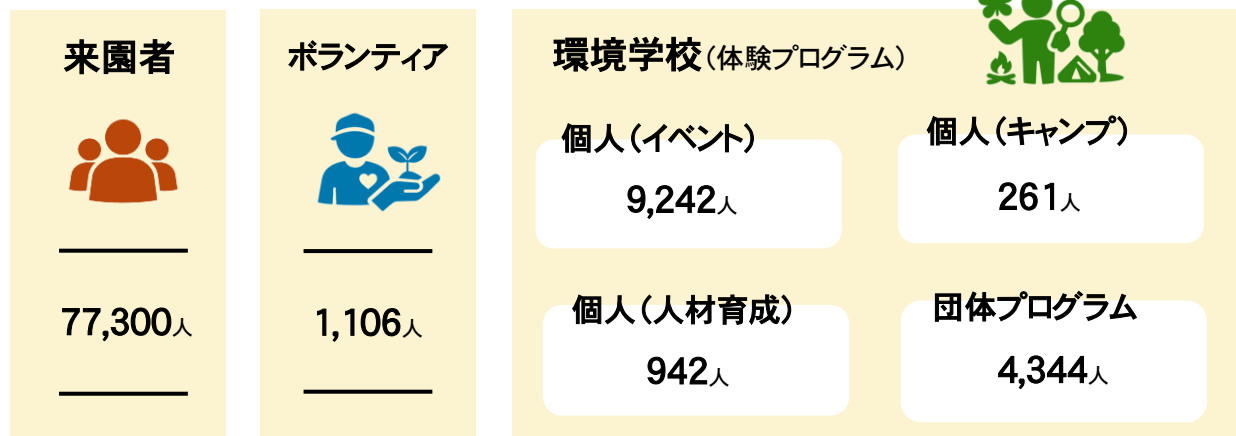 来園者
77,300人
ボランティア
1,106人
環境学校(体験プログラム)
個人(イベント)
9,242人
個人(キャンプ)
261人
個人(人材育成)
942人
団体プログラム
4,344人